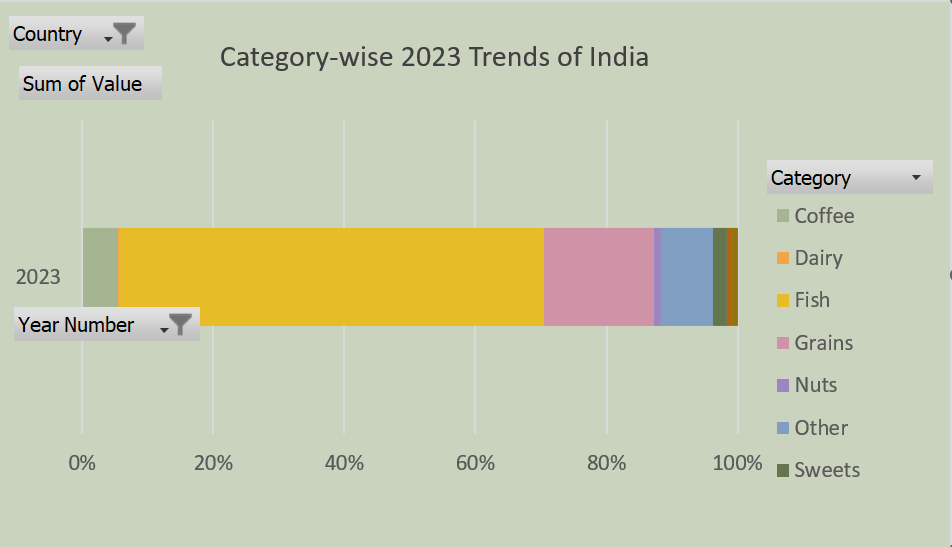 Country
Category-wise 2023 Trends of India
Sum of Value
Category
Coffee
Dairy
Fish
Grains
Nuts
Other
Sweets
2023
Year Number
0% 20% 40% 60% 80% 100%